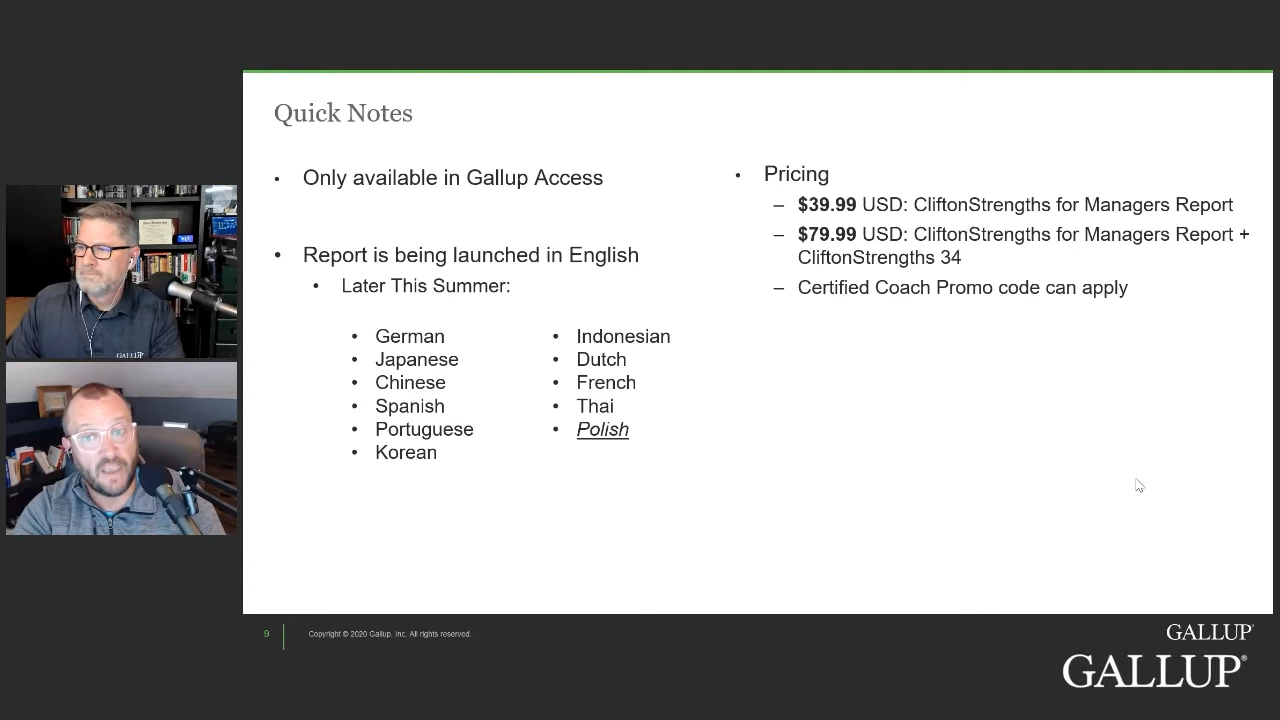 Quick Notes
• Only available in Gallup Access
• Report is being launched in English
• Later This Summer:
• German
• Japanese
• Chinese
• Spanish
• Portuguese
• Korean
• Indonesian
• Dutch
• French
• Thai
• Polish
• Pricing
– $39.99 USD: CliftonStrengths for Managers Report
– $79.99 USD: CliftonStrengths for Managers Report +
CliftonStrengths 34
– Certified Coach Promo code can apply
GALLUP
9
Copyright © 2020 Gallup, Inc. All rights reserved.
GALLUP®
GALLUP®